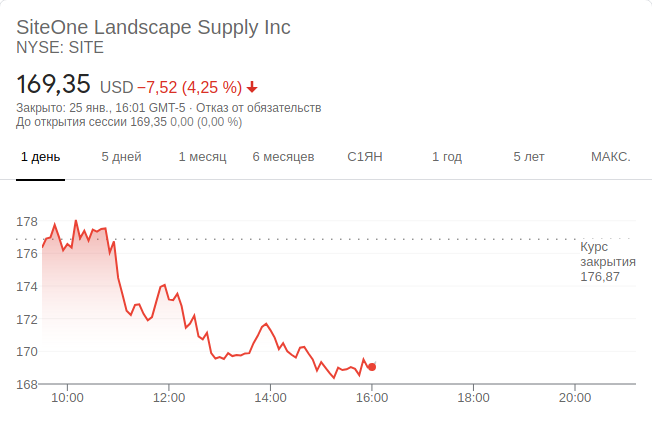 SiteOne Landscape Supply Inc
NYSE: SITE
169,35 USD −7,52 (4,25 %)
Закрыто: 25 янв., 16:01 GMT-5 · Отказ от обязательств
До открытия сессии 169,35 0,00 (0,00 %)
1 день 5 дней 1 месяц 6 месяцев С1ЯН 1 год 5 лет МАКС.
178
176
174
172
170
168
Курс
закрытия
176,87
10:00 12:00 14:00 16:00 18:00 20:00